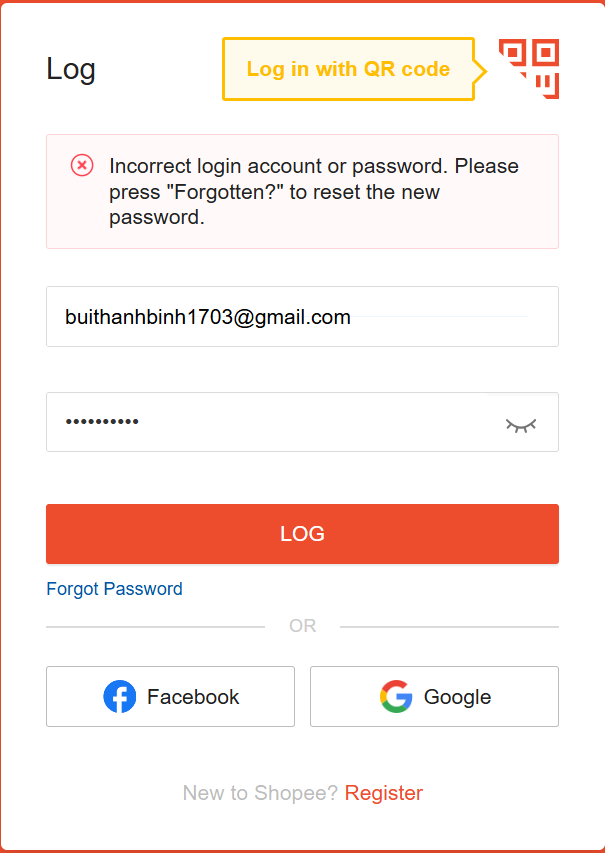 Log
Log in with QR code
Incorrect login account or password. Please
press "Forgotten?" to reset the new
password.
buithanhbinh1703@gmail.com
••••••••••
LOG
Forgot Password
OR
Facebook
Google
New to Shopee? Register